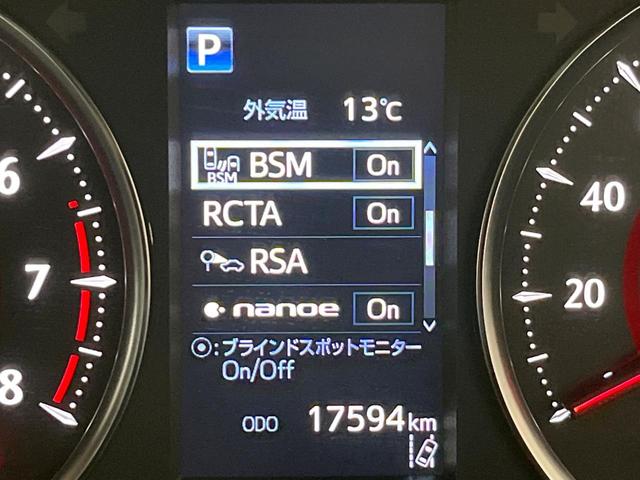 P
外気温 13℃
BSM BSM On
RCTA On
RSA
nanoe On
⦿:ブラインドスポットモニター
On/Off
ODO 17594km
6
7
8
40
20